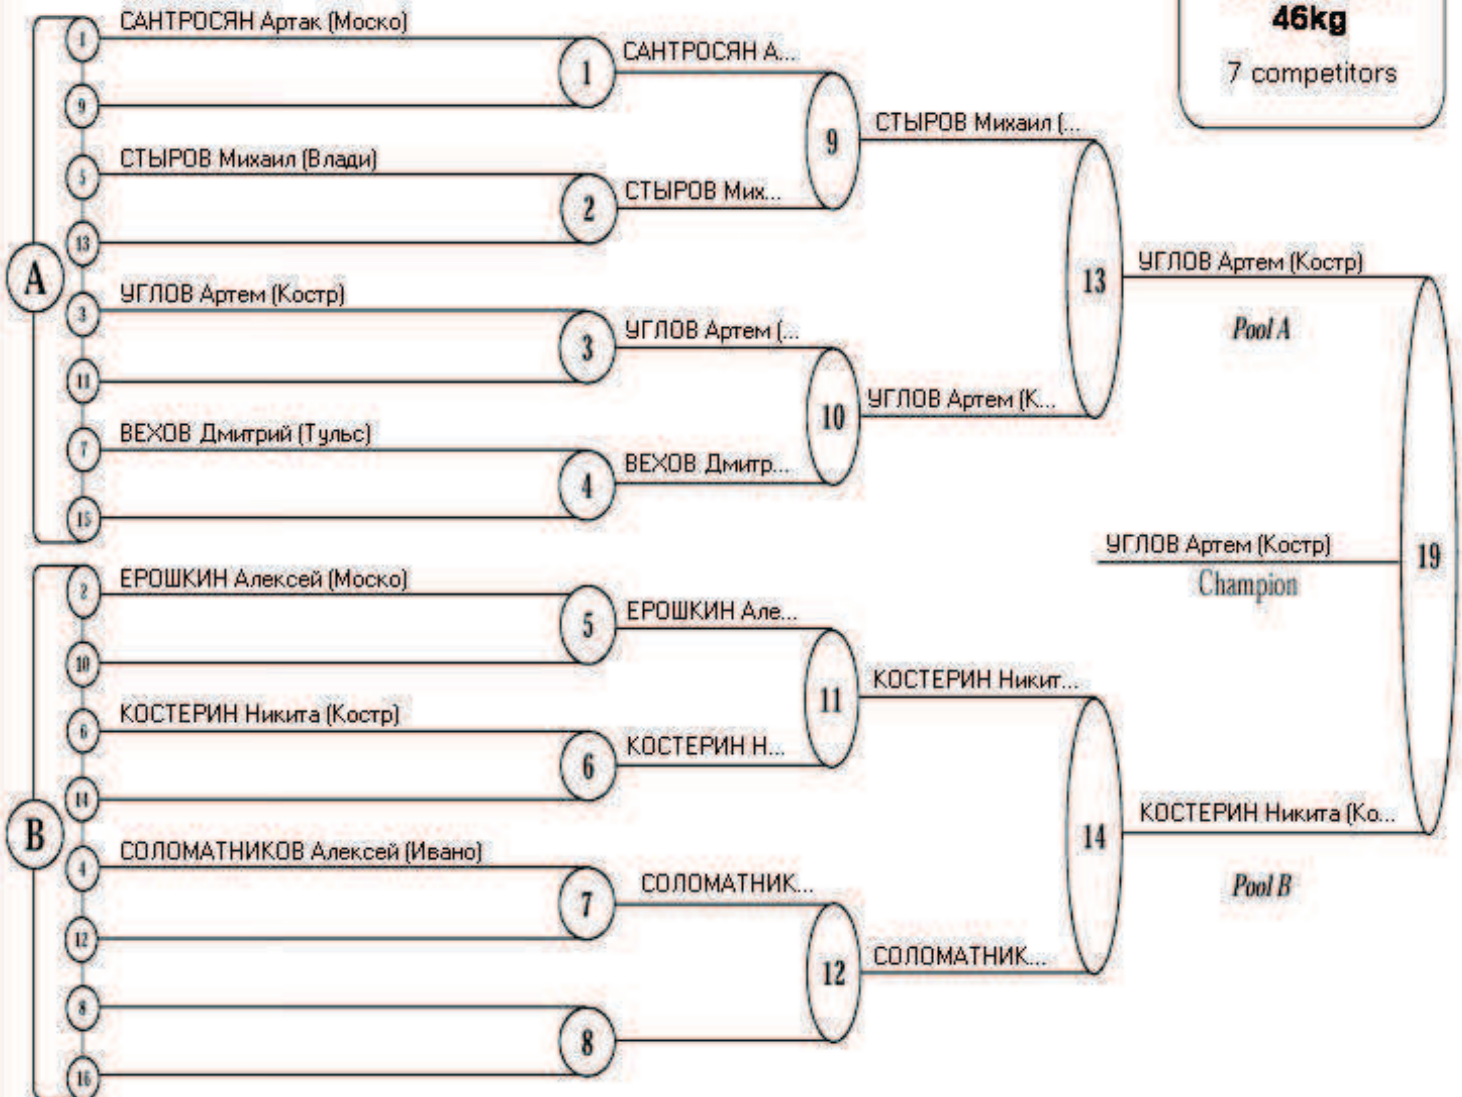 46kg
7 competitors
A
1
САНТРОСЯН Артак (Моско)
9
1
САНТРОСЯН А...
5
СТЫРОВ Михаил (Влади)
13
2
СТЫРОВ Мих...
9
СТЫРОВ Михаил (...
3
УГЛОВ Артем (Костр)
11
3
УГЛОВ Артем (...
7
ВЕХОВ Дмитрий (Тульс)
15
4
ВЕХОВ Дмитр...
10
УГЛОВ Артем (К...
13
УГЛОВ Артем (Костр)
Pool A
B
2
ЕРОШКИН Алексей (Моско)
10
5
ЕРОШКИН Але...
6
КОСТЕРИН Никита (Костр)
14
6
КОСТЕРИН Н...
11
КОСТЕРИН Никит...
4
СОЛОМАТНИКОВ Алексей (Ивано)
12
7
СОЛОМАТНИК...
8
16
8
12
СОЛОМАТНИК...
14
КОСТЕРИН Никита (Ко...
Pool B
19
УГЛОВ Артем (Костр)
Champion